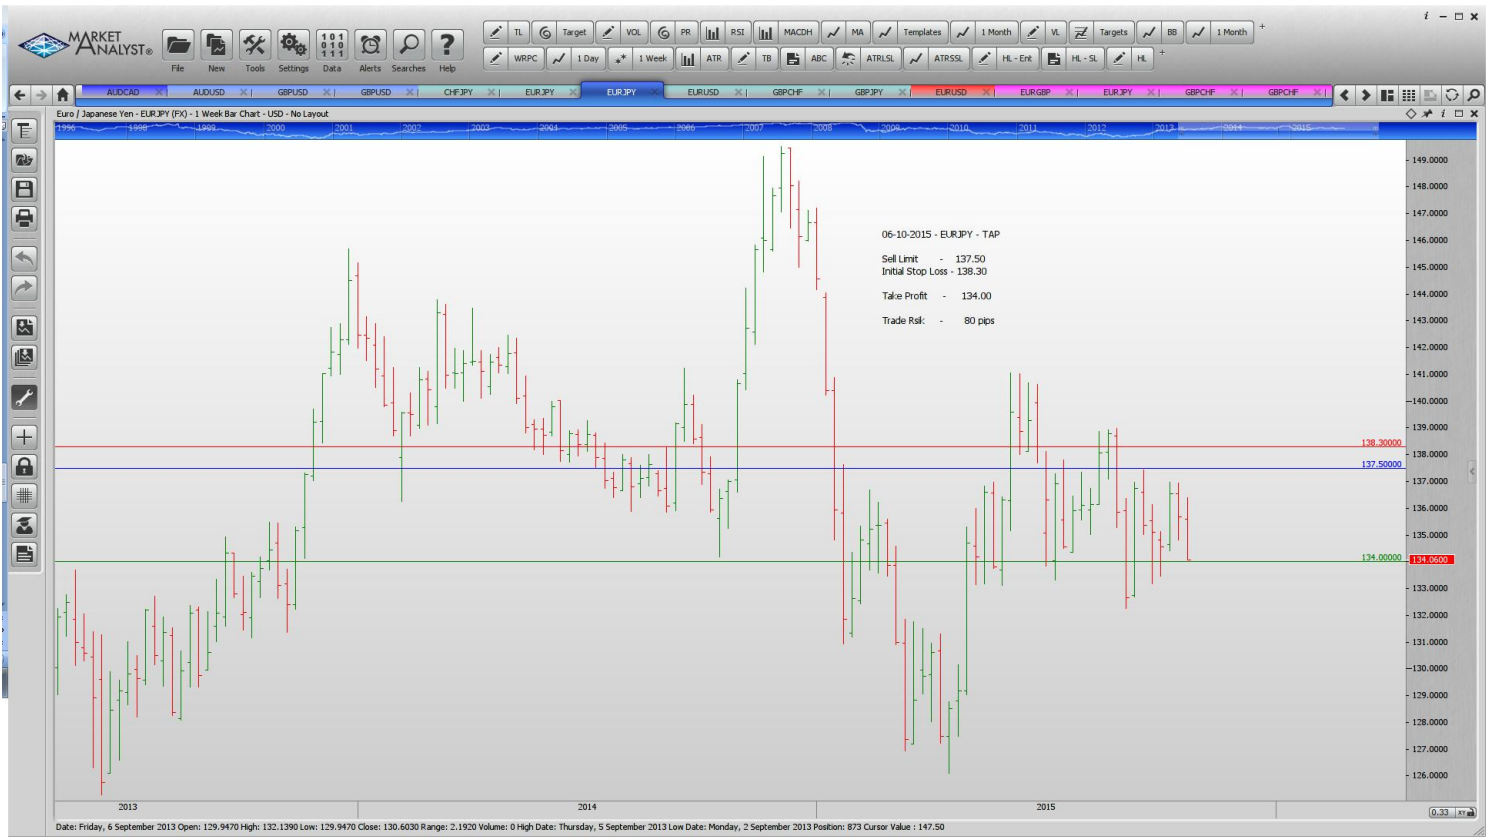 MARKET
ANALYST®
File New Tools Settings Data Alerts Searches Help
TL Target VOL PR RSI MACDH MA Templates 1 Month VL Targets BB 1 Month +
WRPC 1 Day 1 Week ATR TB ABC ATRLSL ATRSSL HL - Ent HL - SL HL +
AUDCAD AUDUSD GBPUSD GBPUSD CHFJPY EURJPY EURJPY EURUSD GBPCHF GBPJPY EURUSD EURGBP EURJPY GBPCHF GBPCHF
Euro / Japanese Yen - EURJPY (FX) - 1 Week Bar Chart - USD - No Layout
1996 1998 1999 2000 2001 2002 2003 2004 2005 2006 2007 2008 2009 2010 2011 2012 2013 2014 2015
06-10-2015 - EURJPY - TAP
Sell Limit - 137.50
Initial Stop Loss - 138.30
Take Profit - 134.00
Trade Rsik - 80 pips
149.0000
148.0000
147.0000
146.0000
145.0000
144.0000
143.0000
142.0000
141.0000
140.0000
139.0000
138.30000
138.0000
137.50000
137.0000
136.0000
135.0000
134.00000 134.0600
133.0000
132.0000
131.0000
130.0000
129.0000
128.0000
127.0000
126.0000
2013 2014 2015
0.33 XY
Date: Friday, 6 September 2013 Open: 129.9470 High: 132.1390 Low: 129.9470 Close: 130.6030 Range: 2.1920 Volume: 0 High Date: Thursday, 5 September 2013 Low Date: Monday, 2 September 2013 Position: 873 Cursor Value : 147.50